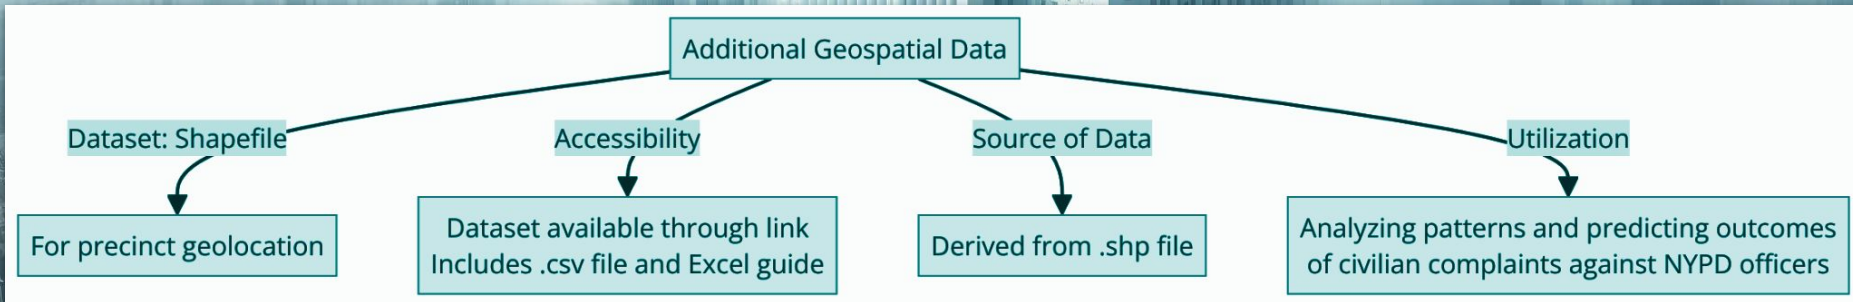 Additional Geospatial Data
Dataset: Shapefile
Accessibility
Source of Data
Utilization
For precinct geolocation
Dataset available through link
Includes .csv file and Excel guide
Derived from .shp file
Analyzing patterns and predicting outcomes
of civilian complaints against NYPD officers